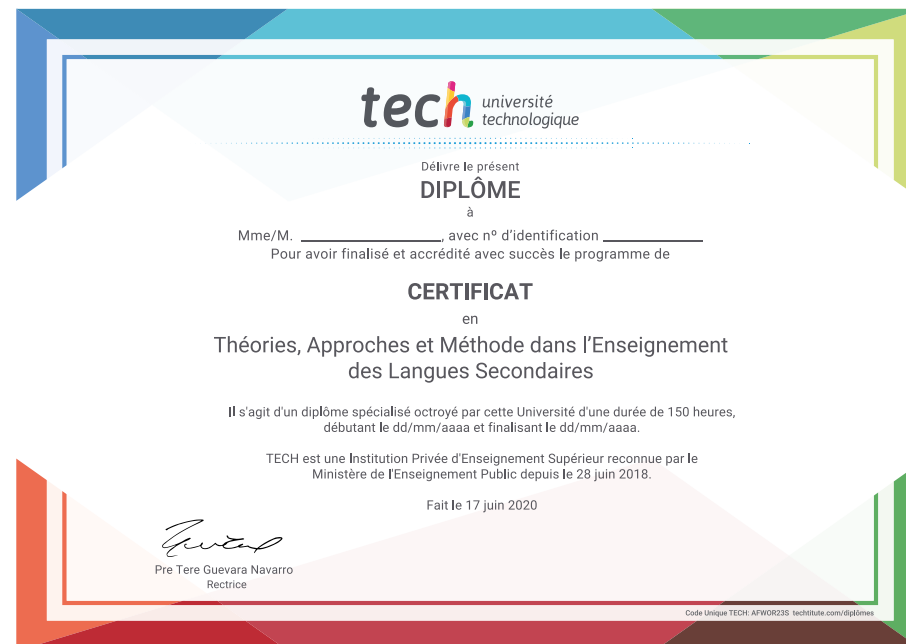 tech université
technologique
Délivre le présent
DIPLÔME
à
Mme/M. ____________________, avec nº d'identification ______________
Pour avoir finalisé et accrédité avec succès le programme de
CERTIFICAT
en
Théories, Approches et Méthode dans l'Enseignement
des Langues Secondaires
Il s'agit d'un diplôme spécialisé octroyé par cette Université d'une durée de 150 heures,
débutant le dd/mm/aaaa et finalisant le dd/mm/aaaa.
TECH est une Institution Privée d'Enseignement Supérieur reconnue par le
Ministère de l'Enseignement Public depuis le 28 juin 2018.
Fait le 17 juin 2020
Pre Tere Guevara Navarro
Rectrice
Code Unique TECH: AFWOR23S techtitute.com/diplômes